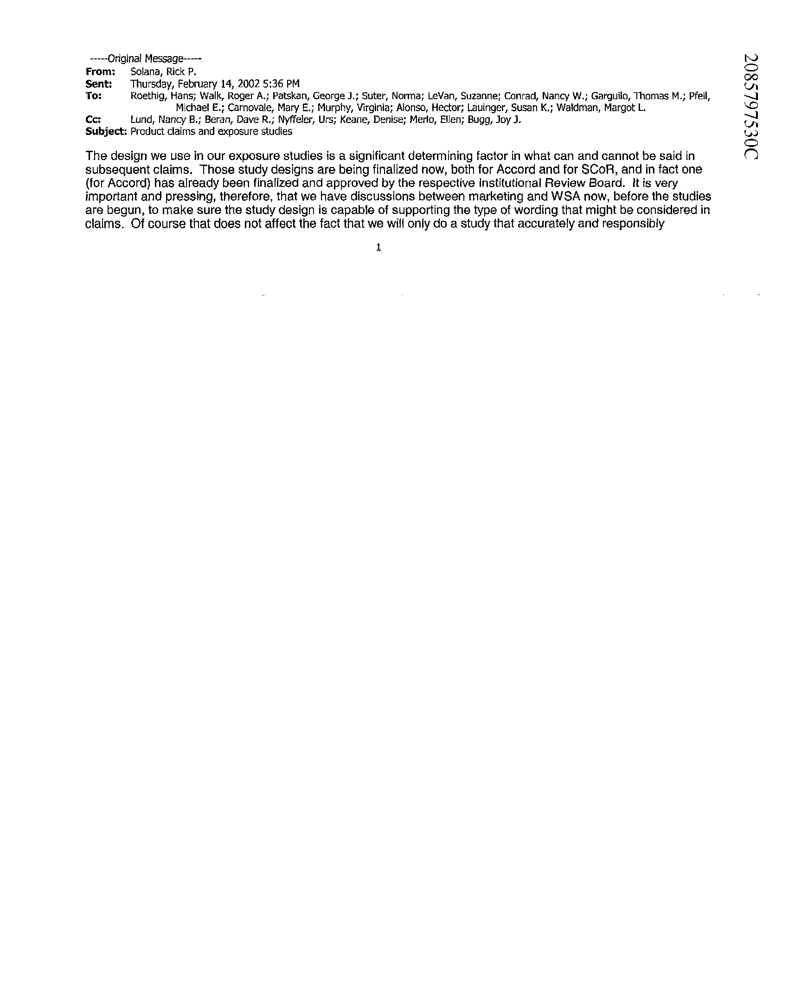 -----Original Message-----
From: Solana, Rick P.
Sent: Thursday, February 14, 2002 5:36 PM
To: Roethig, Hans; Walk, Roger A.; Patskan, George J.; Suter, Norma; LeVan, Suzanne; Conrad, Nancy W.; Garguilo, Thomas M.; Pfeil,
Michael E.; Carnovale, Mary E.; Murphy, Virginia; Alonso, Hector; Lauinger, Susan K.; Waldman, Margot L.
Cc: Lund, Nancy B.; Beran, Dave R.; Nyffeler, Urs; Keane, Denise; Merlo, Ellen; Bugg, Joy J.
Subject: Product claims and exposure studies
The design we use in our exposure studies is a significant determining factor in what can and cannot be said in
subsequent claims. Those study designs are being finalized now, both for Accord and for SCoR, and in fact one
(for Accord) has already been finalized and approved by the respective Institutional Review Board. It is very
important and pressing, therefore, that we have discussions between marketing and WSA now, before the studies
are begun, to make sure the study design is capable of supporting the type of wording that might be considered in
claims. Of course that does not affect the fact that we will only do a study that accurately and responsibly
1
2085797530C